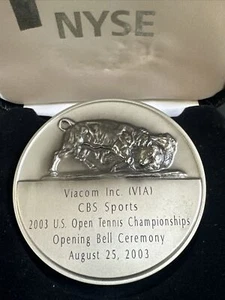 NYSE
Viacom Inc. (VIA)
CBS Sports
2003 U.S. Open Tennis Championships
Opening Bell Ceremony
August 25, 2003